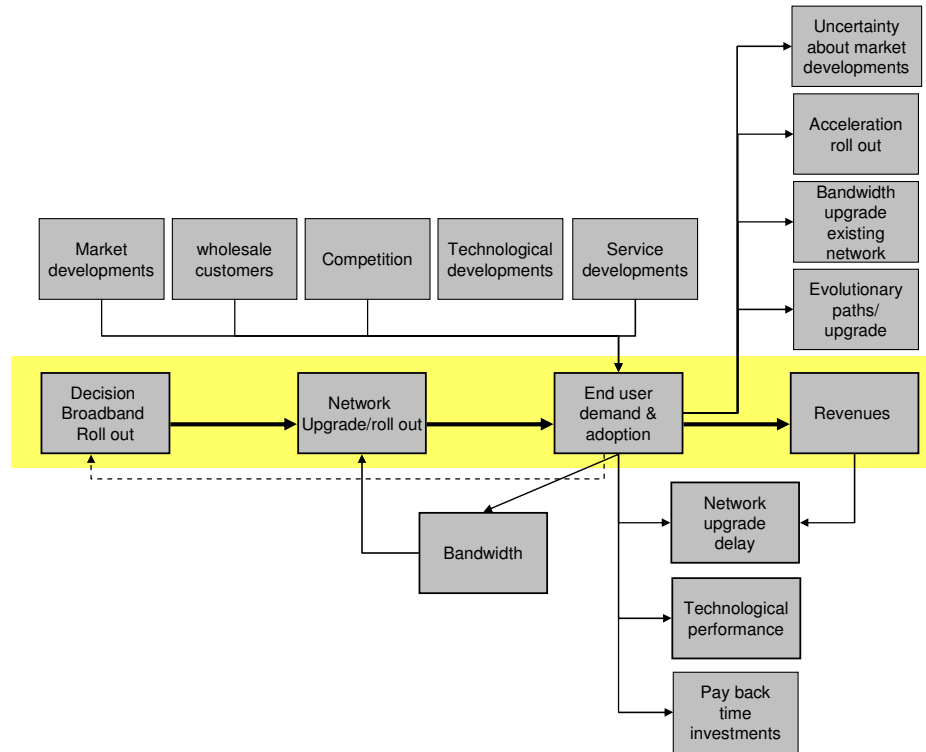 Uncertainty
about market
developments
Acceleration
roll out
Bandwidth
upgrade
existing
network
Evolutionary
paths/
upgrade
Market
developments
wholesale
customers
Competition
Technological
developments
Service
developments
Decision
Broadband
Roll out
Network
Upgrade/roll out
End user
demand &
adoption
Revenues
Bandwidth
Network
upgrade
delay
Technological
performance
Pay back
time
investments